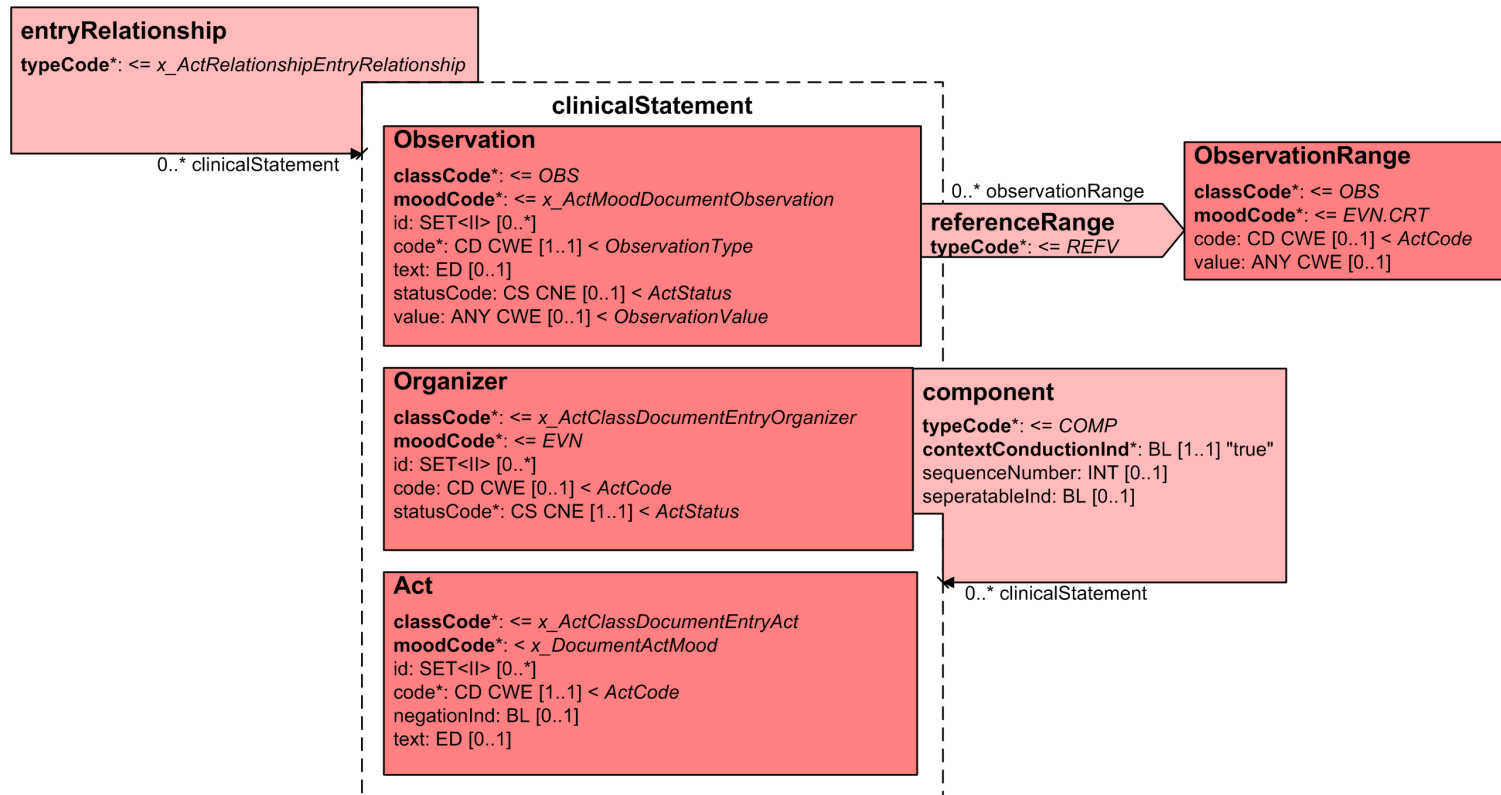 entryRelationship
typeCode*: <= x_ActRelationshipEntryRelationship
0..* clinicalStatement
clinicalStatement
Observation
classCode*: <= OBS
moodCode*: <= x_ActMoodDocumentObservation
id: SET<II> [0..*]
code*: CD CWE [1..1] < ObservationType
text: ED [0..1]
statusCode: CS CNE [0..1] < ActStatus
value: ANY CWE [0..1] < ObservationValue
0..* observationRange
referenceRange
typeCode*: <= REFV
ObservationRange
classCode*: <= OBS
moodCode*: <= EVN.CRT
code: CD CWE [0..1] < ActCode
value: ANY CWE [0..1]
Organizer
classCode*: <= x_ActClassDocumentEntryOrganizer
moodCode*: <= EVN
id: SET<II> [0..*]
code: CD CWE [0..1] < ActCode
statusCode*: CS CNE [1..1] < ActStatus
component
typeCode*: <= COMP
contextConductionInd*: BL [1..1] "true"
sequenceNumber: INT [0..1]
seperatableInd: BL [0..1]
0..* clinicalStatement
Act
classCode*: <= x_ActClassDocumentEntryAct
moodCode*: < x_DocumentActMood
id: SET<II> [0..*]
code*: CD CWE [1..1] < ActCode
negationInd: BL [0..1]
text: ED [0..1]